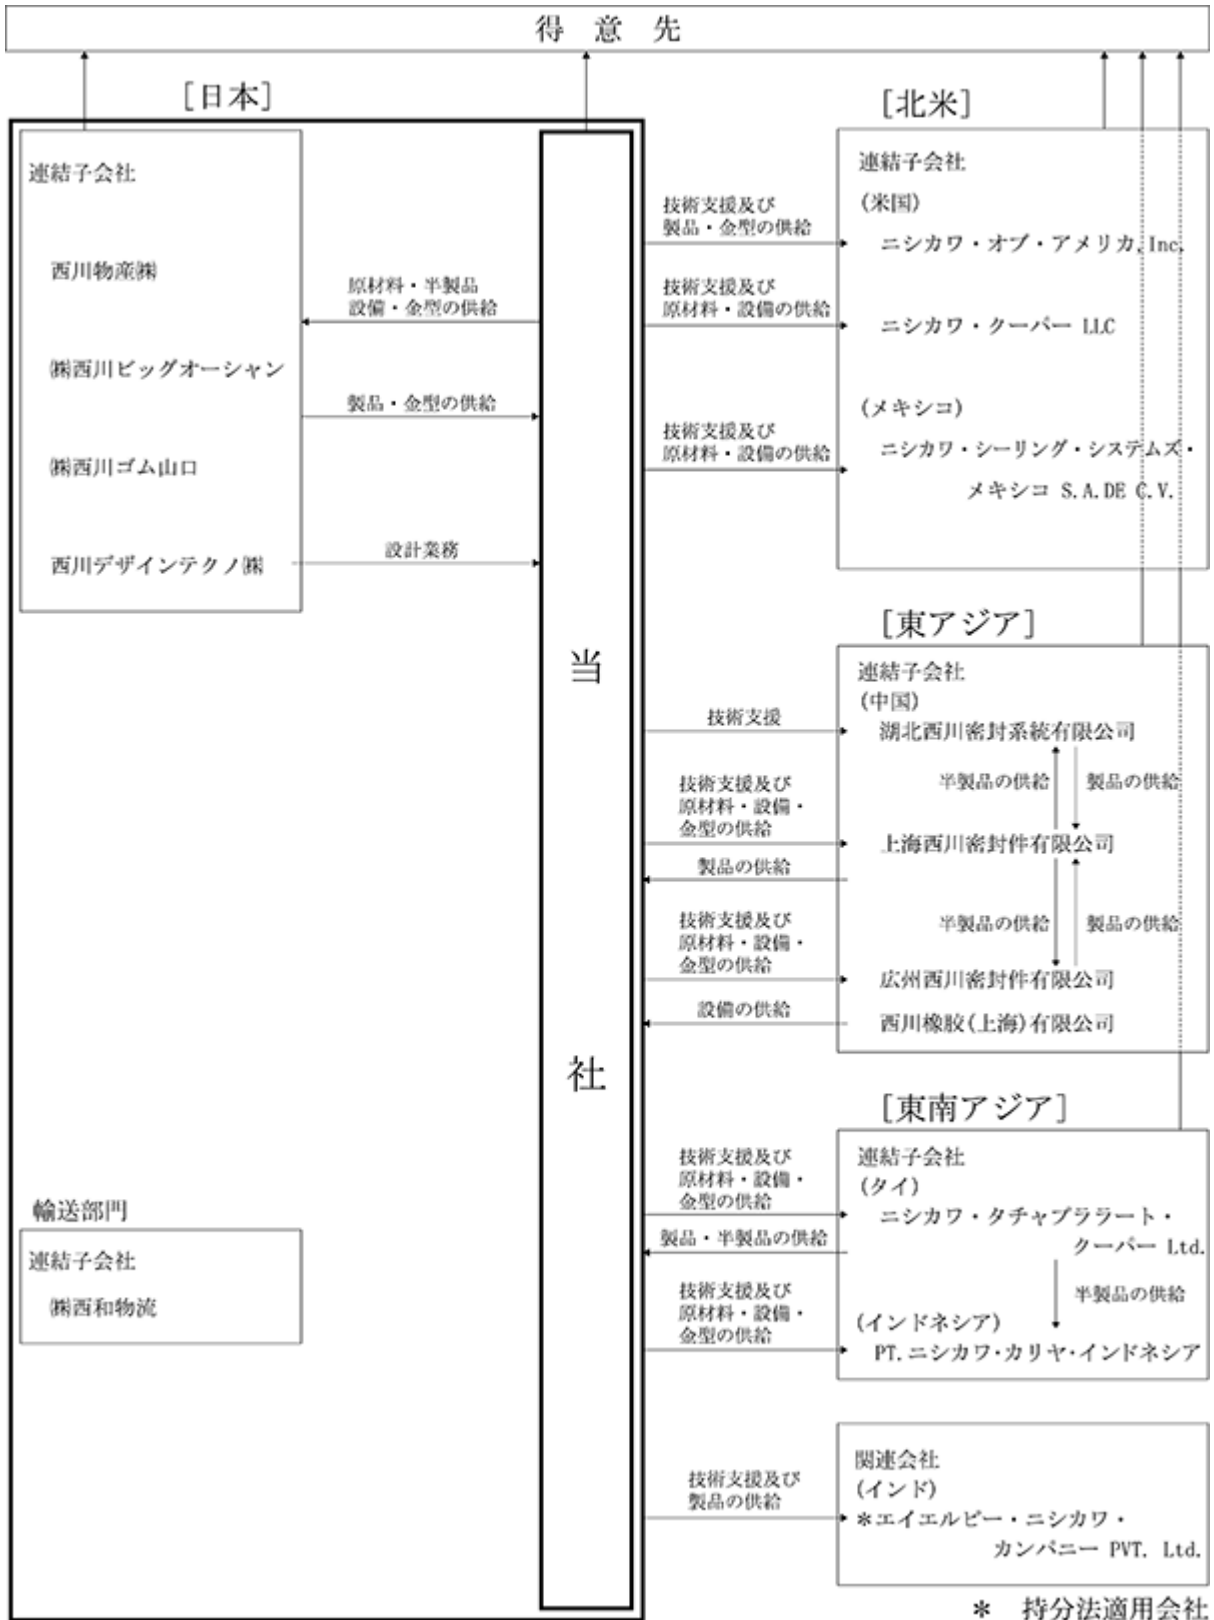 得 意 先
[日本]
連結子会社
西川物産㈱
㈱西川ビッグオーシャン
㈱西川ゴム山口
西川デザインテクノ㈱
原材料・半製品
設備・金型の供給
製品・金型の供給
設計業務
当
社
輸送部門
連結子会社
㈱西和物流
[北米]
技術支援及び
製品・金型の供給
技術支援及び
原材料・設備の供給
技術支援及び
原材料・設備の供給
連結子会社
(米国)
ニシカワ・オブ・アメリカ,Inc.
ニシカワ・クーパー LLC
(メキシコ)
ニシカワ・シーリング・システムズ・
メキシコ S.A.DE C.V.
[東アジア]
技術支援
技術支援及び
原材料・設備・
金型の供給
製品の供給
技術支援及び
原材料・設備・
金型の供給
設備の供給
連結子会社
(中国)
湖北西川密封系統有限公司
半製品の供給 製品の供給
上海西川密封件有限公司
半製品の供給 製品の供給
広州西川密封件有限公司
西川橡胶(上海)有限公司
[東南アジア]
技術支援及び
原材料・設備・
金型の供給
製品・半製品の供給
技術支援及び
原材料・設備・
金型の供給
連結子会社
(タイ)
ニシカワ・タチャプララート・
クーパー Ltd.
半製品の供給
(インドネシア)
PT.ニシカワ・カリヤ・インドネシア
技術支援及び
製品の供給
関連会社
(インド)
＊エイエルピー・ニシカワ・
カンパニー PVT. Ltd.
＊ 持分法適用会社